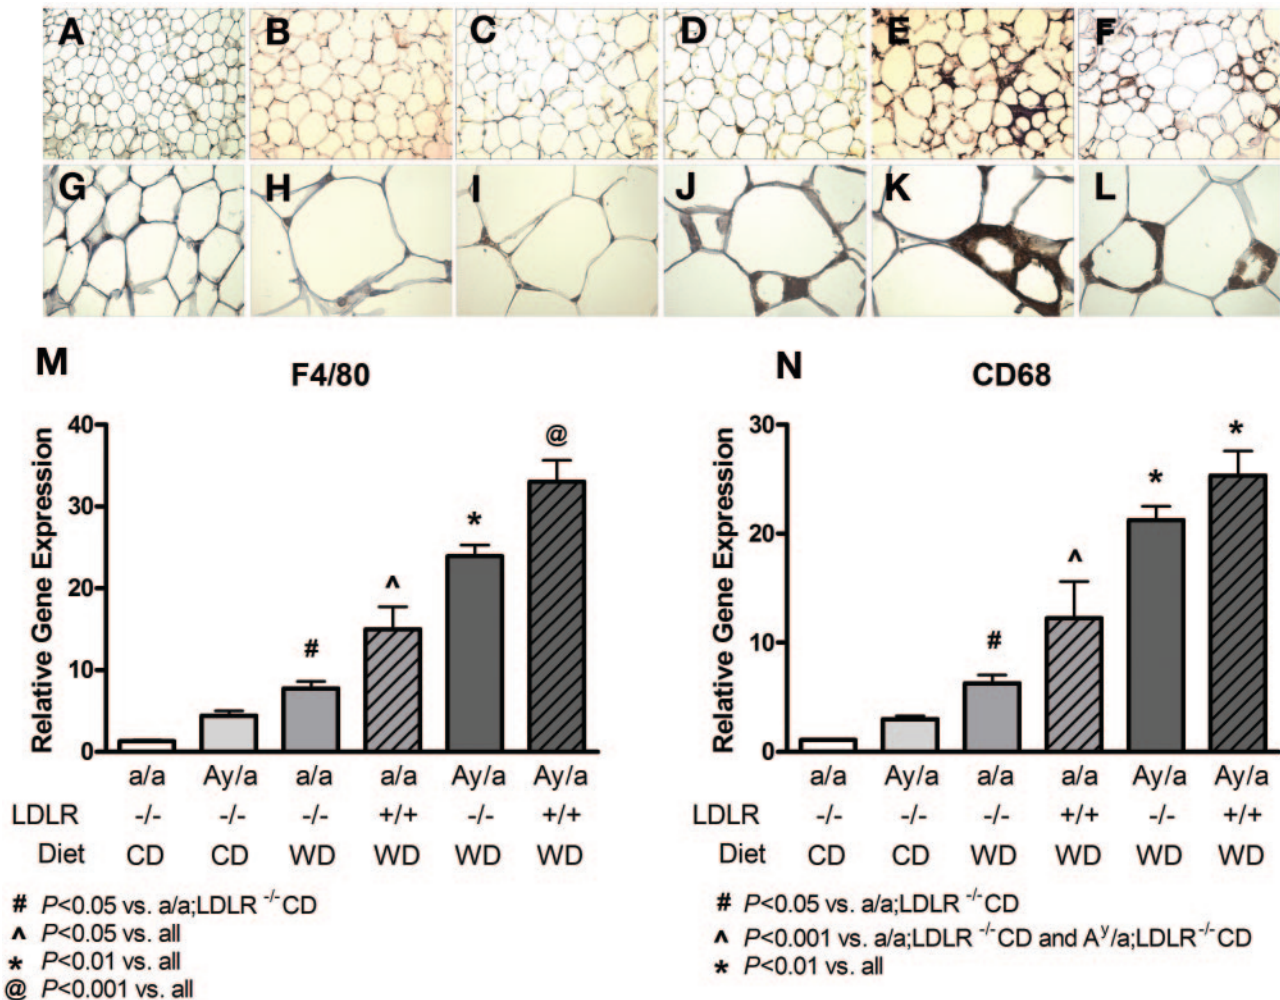 A B C D E F
G H I J K L
M F4/80
Relative Gene Expression
40
30
20
10
0
# ^ * @
a/a Ay/a a/a a/a Ay/a Ay/a
LDLR -/- -/- -/- +/+ -/- +/+
Diet CD CD WD WD WD WD
# P<0.05 vs. a/a;LDLR -/- CD
^ P<0.05 vs. all
* P<0.01 vs. all
@ P<0.001 vs. all
N CD68
Relative Gene Expression
30
20
10
0
# ^ * *
a/a Ay/a a/a a/a Ay/a Ay/a
LDLR -/- -/- -/- +/+ -/- +/+
Diet CD CD WD WD WD WD
# P<0.05 vs. a/a;LDLR -/- CD
^ P<0.001 vs. a/a;LDLR -/- CD and Ay/a;LDLR-/- CD
* P<0.01 vs. all